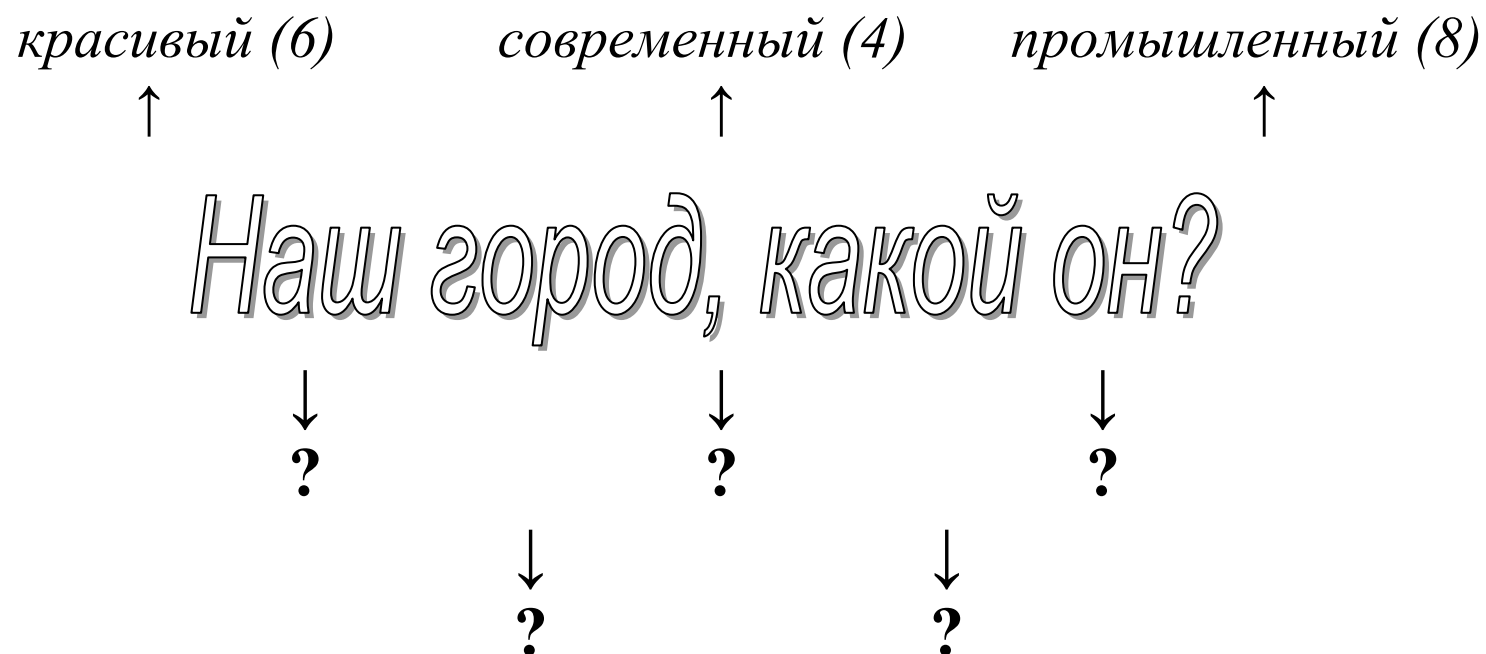 красивый (6) современный (4) промышленный (8)
↑ ↑ ↑
Наш город, какой он?
↓ ↓ ↓
? ? ?
↓ ↓
? ?